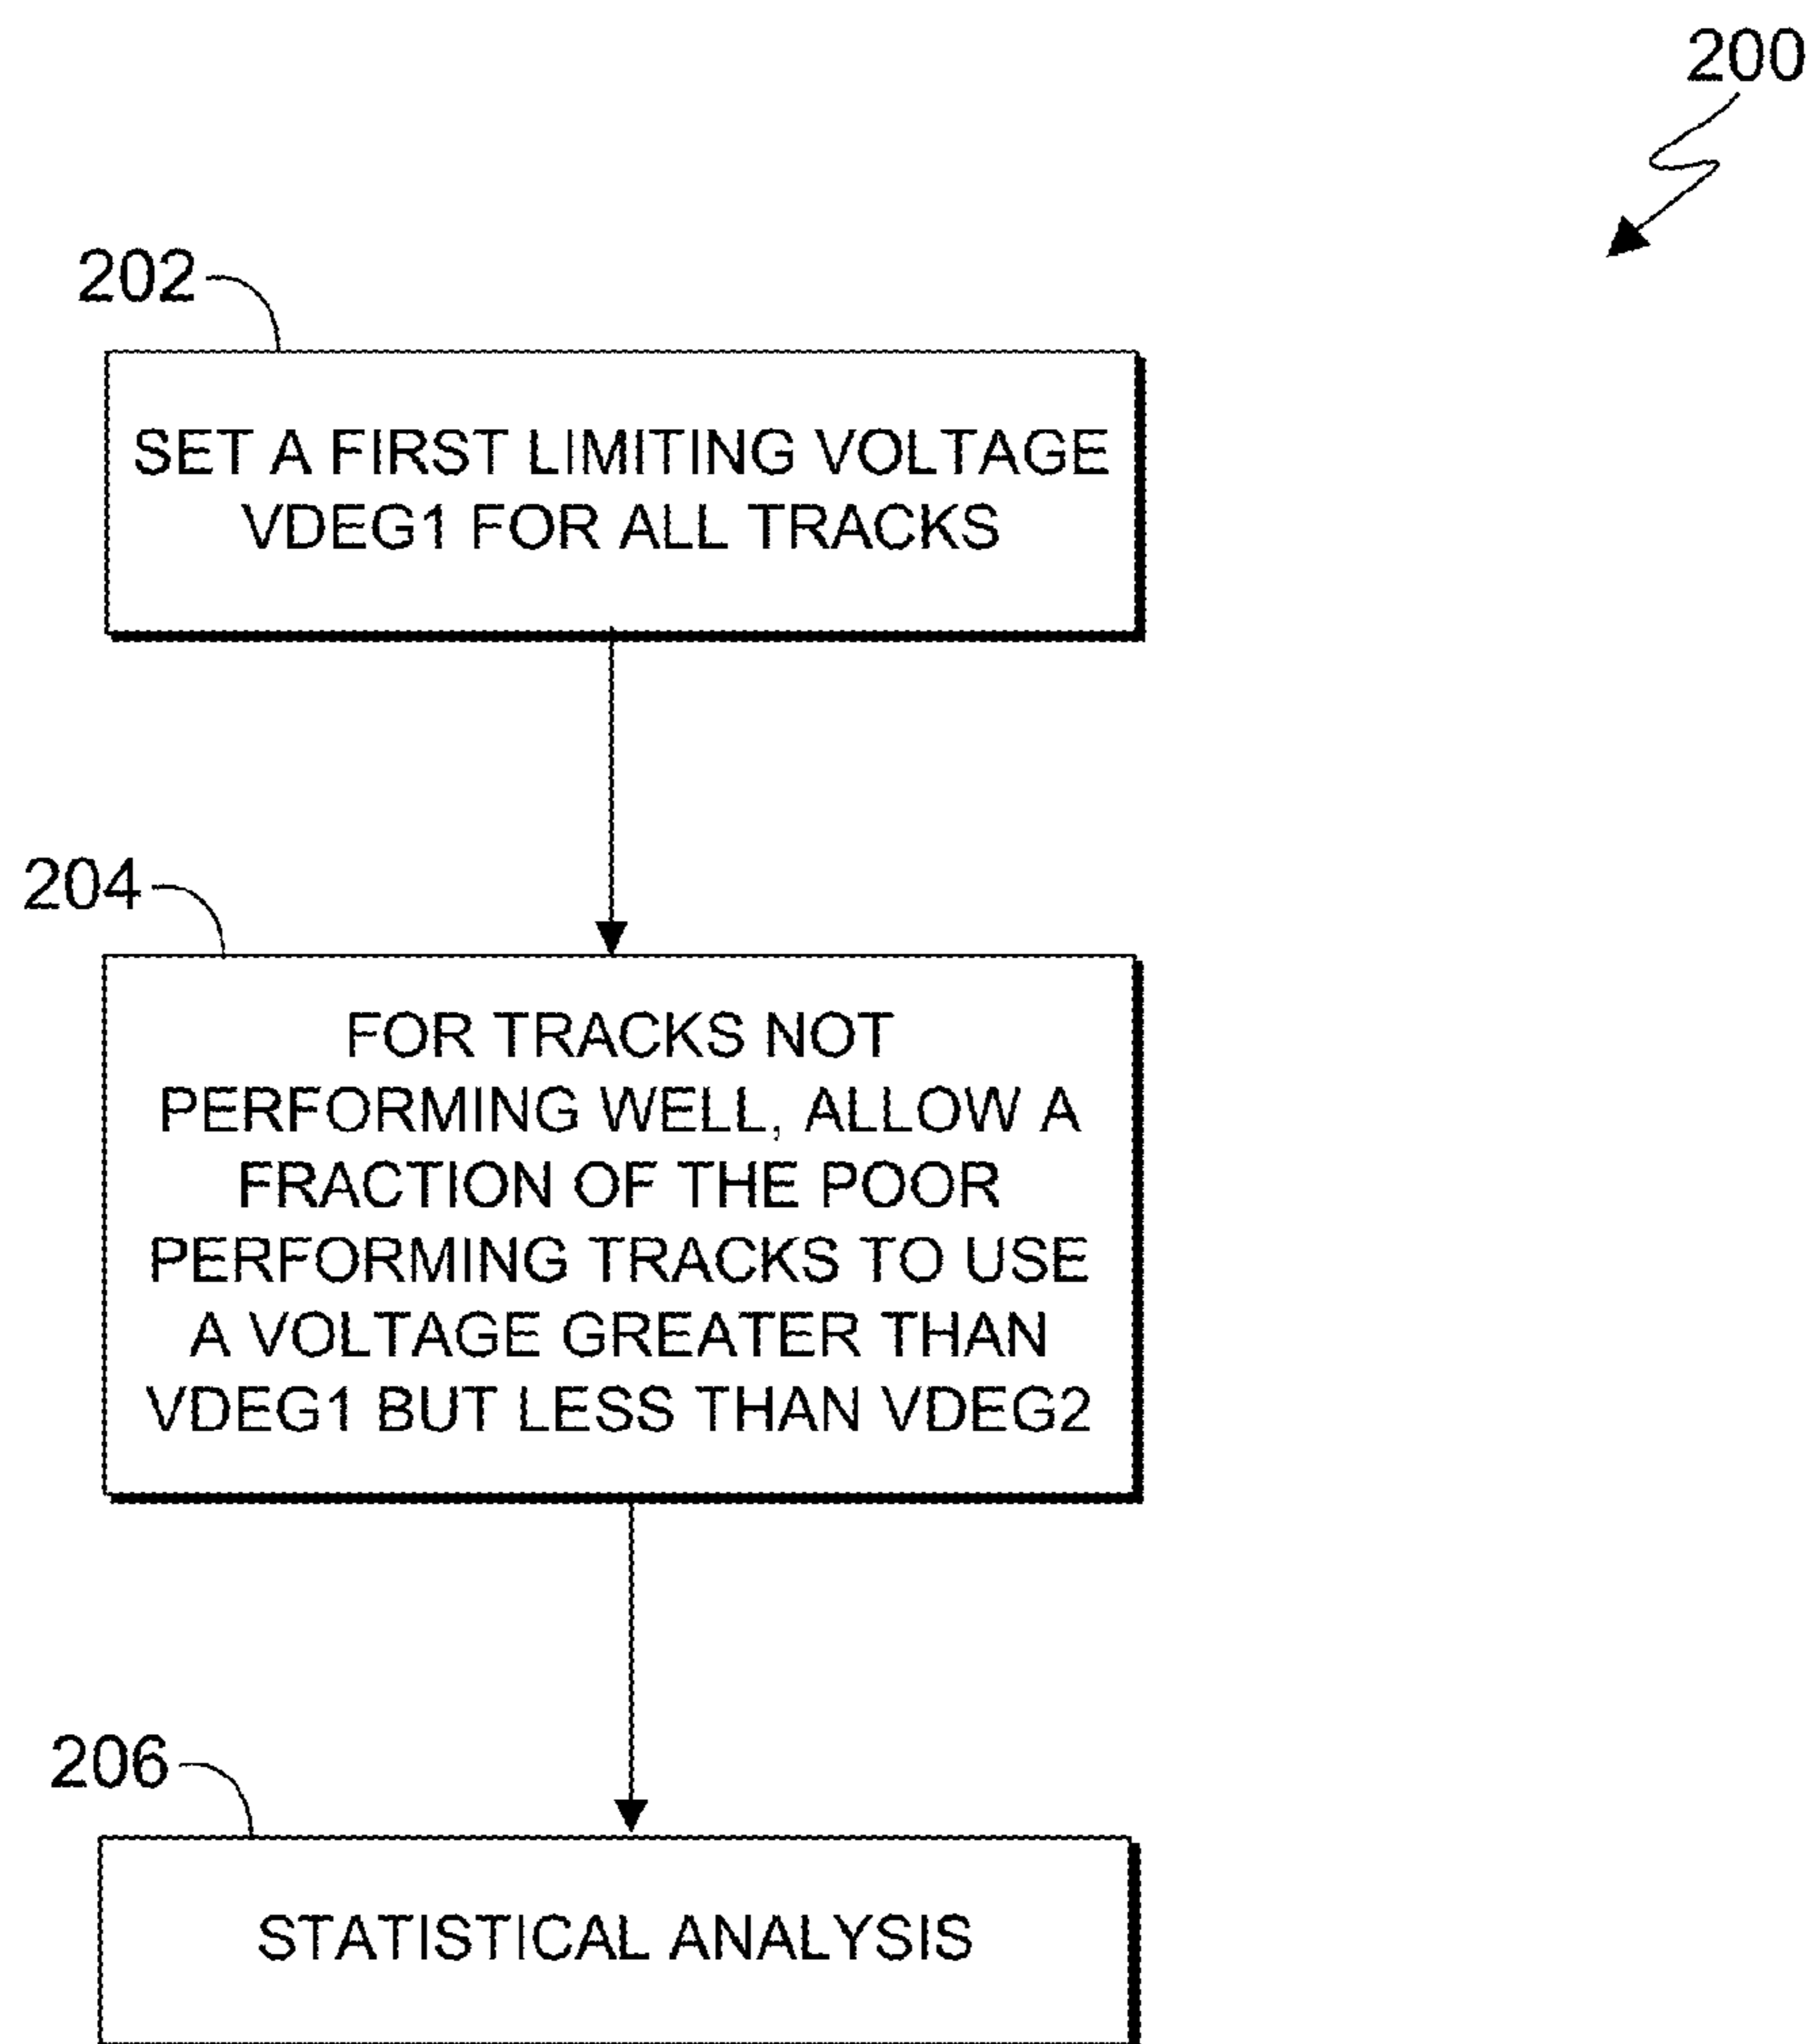 200
202
SET A FIRST LIMITING VOLTAGE
VDEG1 FOR ALL TRACKS
204
FOR TRACKS NOT
PERFORMING WELL, ALLOW A
FRACTION OF THE POOR
PERFORMING TRACKS TO USE
A VOLTAGE GREATER THAN
VDEG1 BUT LESS THAN VDEG2
206
STATISTICAL ANALYSIS